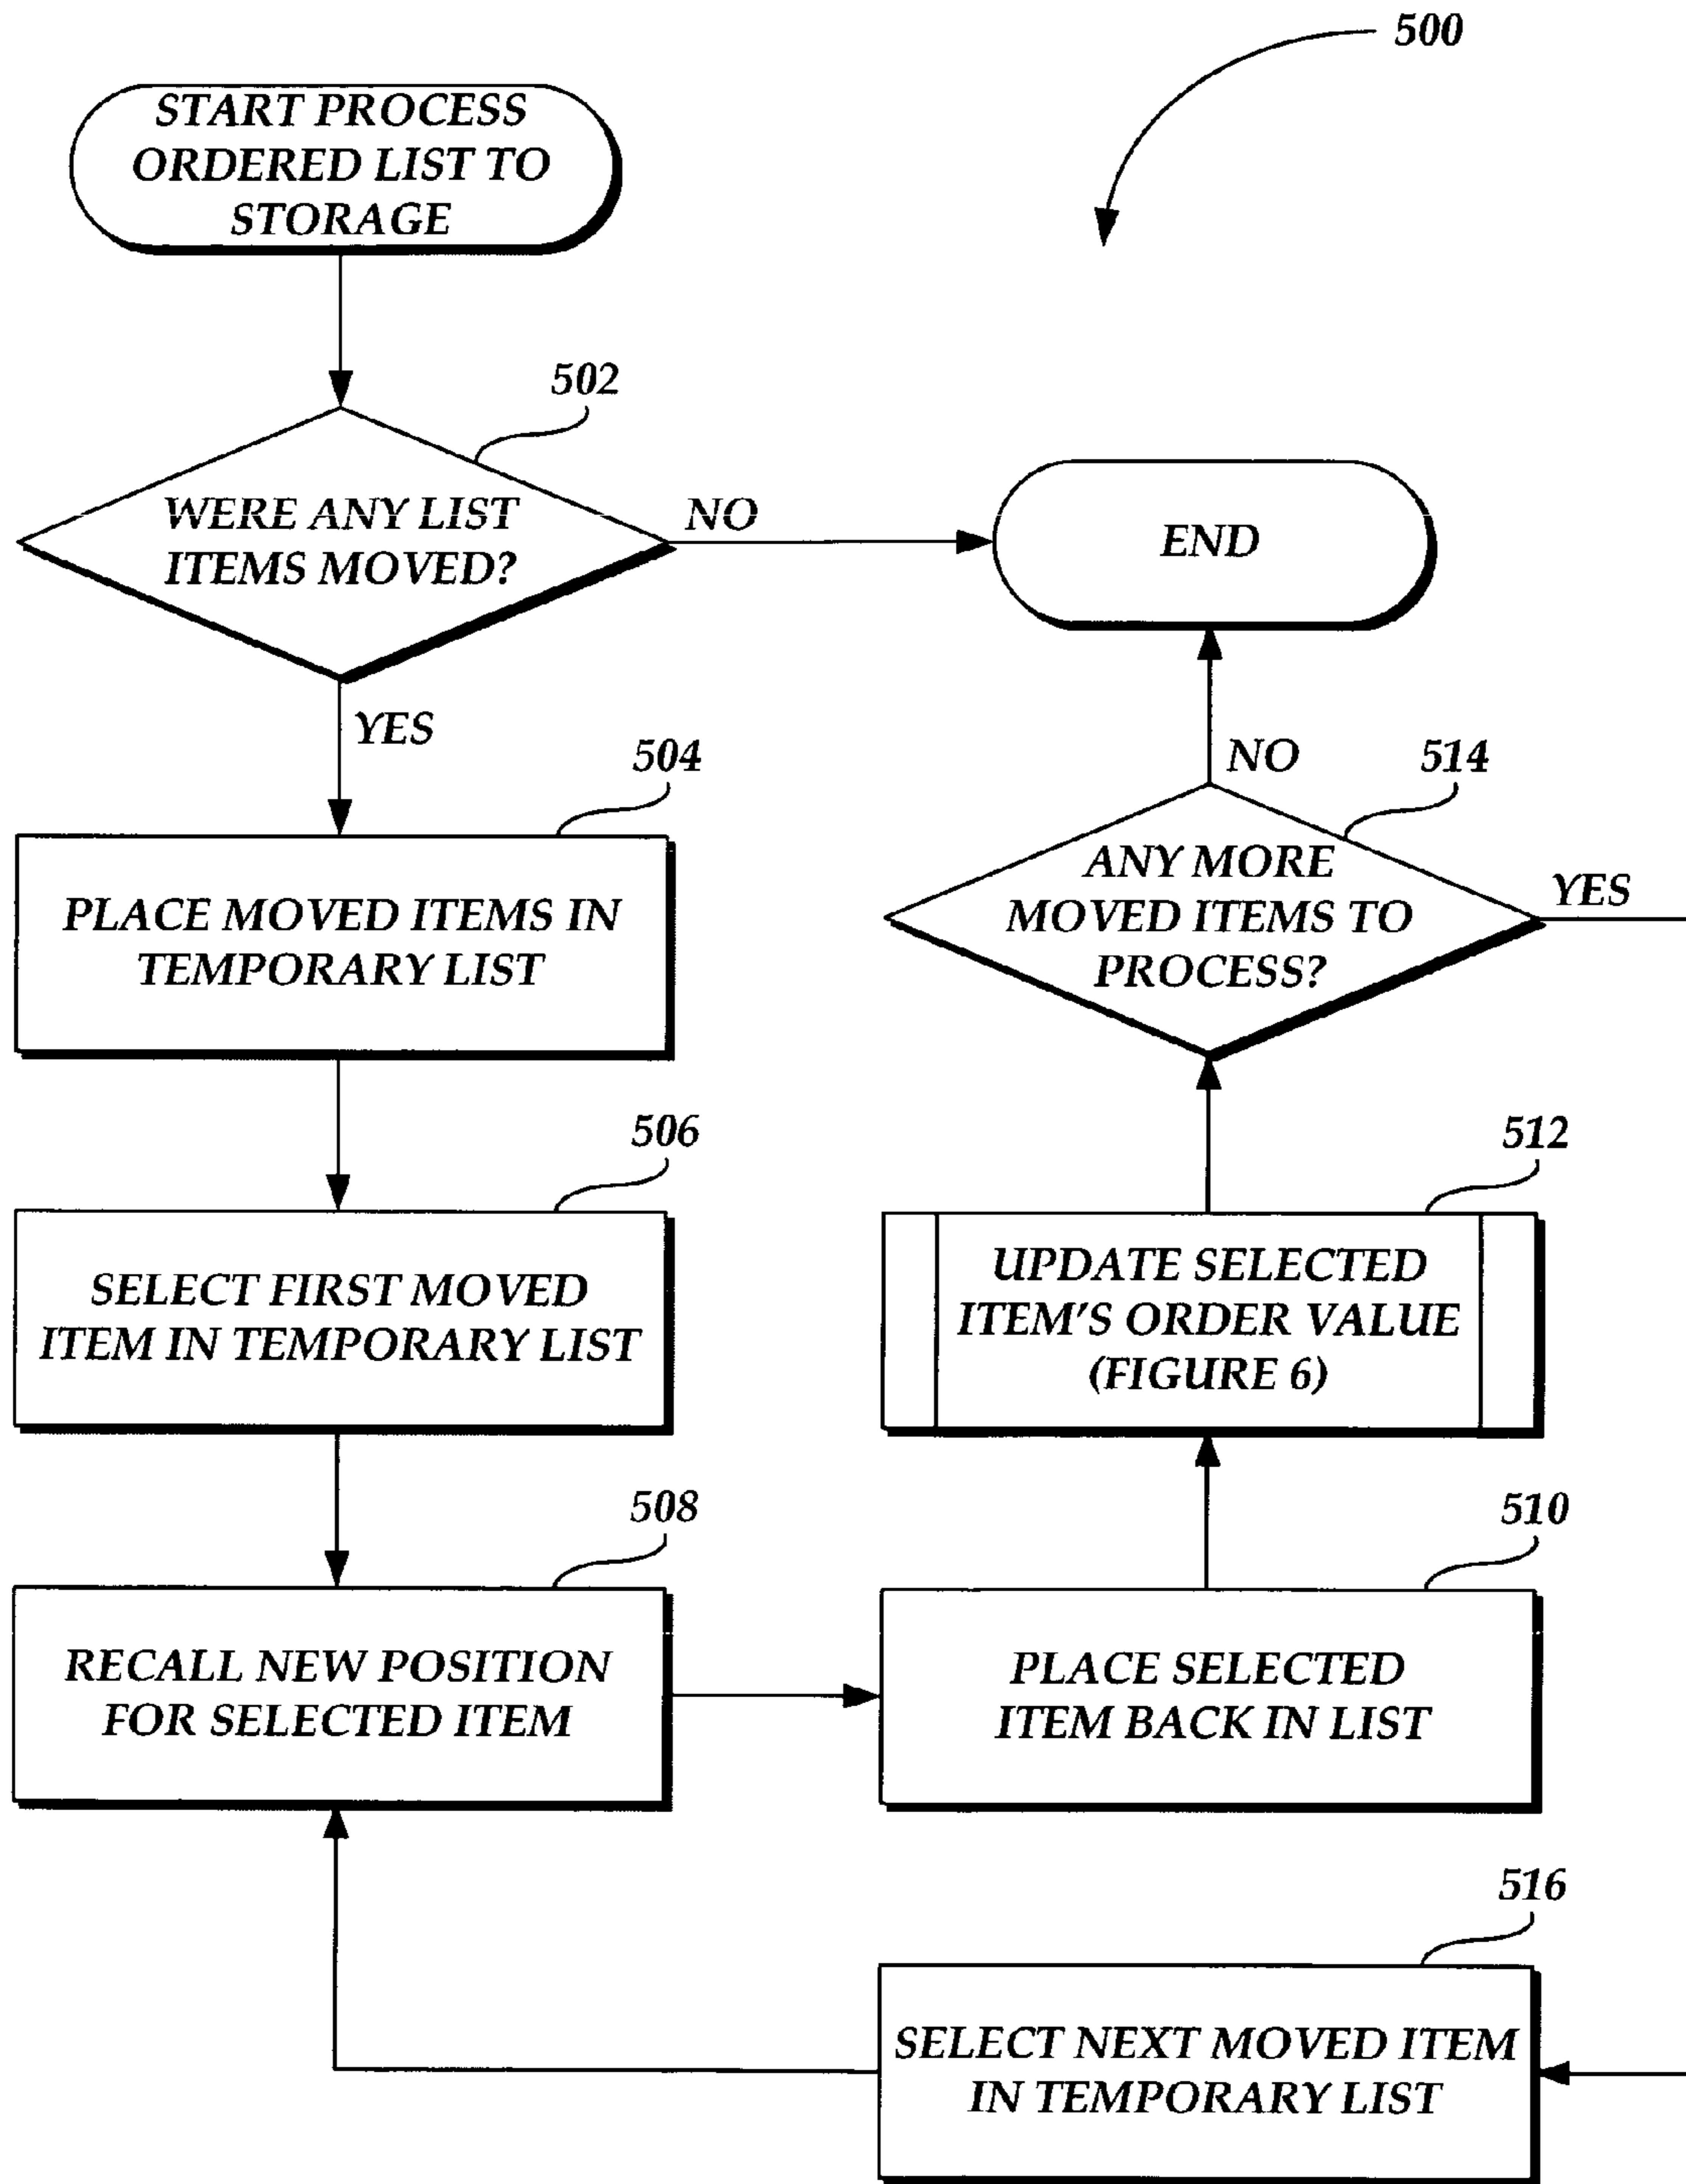 500
START PROCESS
ORDERED LIST TO
STORAGE
502
WERE ANY LIST
ITEMS MOVED?
NO
END
YES
504
PLACE MOVED ITEMS IN
TEMPORARY LIST
506
SELECT FIRST MOVED
ITEM IN TEMPORARY LIST
508
RECALL NEW POSITION
FOR SELECTED ITEM
510
PLACE SELECTED
ITEM BACK IN LIST
512
UPDATE SELECTED
ITEM'S ORDER VALUE
(FIGURE 6)
514
ANY MORE
MOVED ITEMS TO
PROCESS?
NO
YES
516
SELECT NEXT MOVED ITEM
IN TEMPORARY LIST